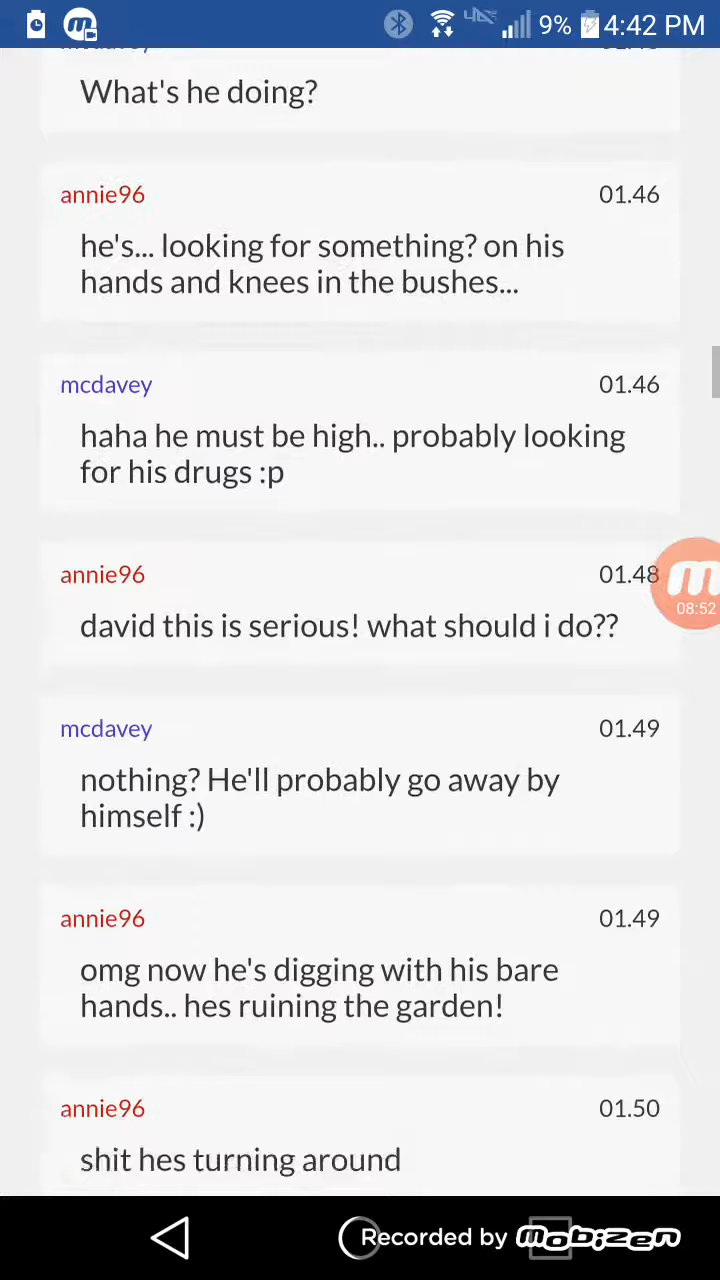 9% 4:42 PM
What's he doing?
annie96 01.46
he's... looking for something? on his
hands and knees in the bushes...
mcdavey 01.46
haha he must be high.. probably looking
for his drugs :p
annie96 01.48
david this is serious! what should i do??
08:52
mcdavey 01.49
nothing? He'll probably go away by
himself :)
annie96 01.49
omg now he's digging with his bare
hands.. hes ruining the garden!
annie96 01.50
shit hes turning around
Recorded by mobizen